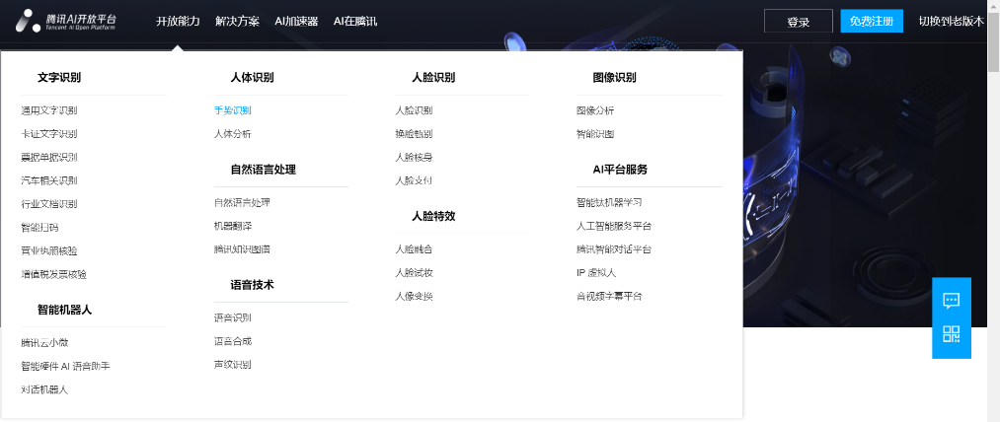 腾讯AI开放平台
Tencent AI Open Platform
开放能力
解决方案
AI加速器
AI在腾讯
登录
免费注册
切换到老版本
文字识别
通用文字识别
卡证文字识别
票据单据识别
汽车相关识别
行业文档识别
智能扫码
营业执照核验
增值税发票核验
智能机器人
腾讯云小微
智能硬件 AI 语音助手
对话机器人
人体识别
手势识别
人体分析
自然语言处理
自然语言处理
机器翻译
腾讯知识图谱
语音技术
语音识别
语音合成
声纹识别
人脸识别
人脸识别
换脸甄别
人脸核身
人脸支付
人脸特效
人脸融合
人脸试妆
人像变换
图像识别
图像分析
智能识图
AI平台服务
智能钛机器学习
人工智能服务平台
腾讯智能对话平台
IP 虚拟人
音视频字幕平台